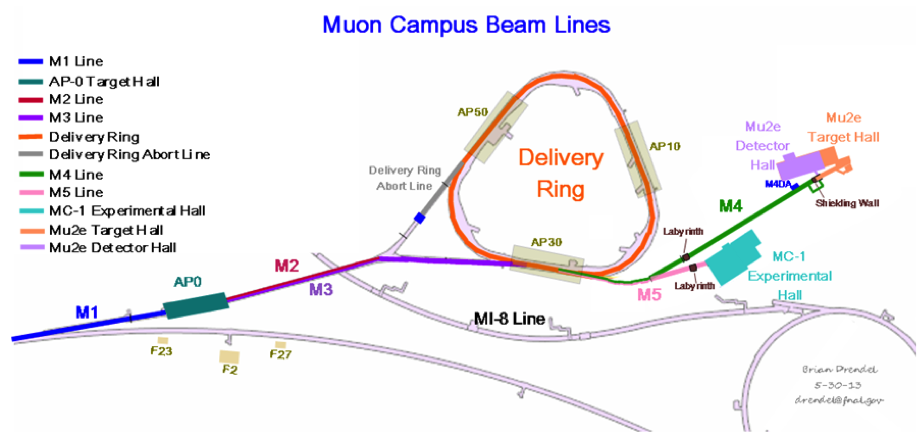 Muon Campus Beam Lines
M1 Line
AP-0 Target Hall
M2 Line
M3 Line
Delivery Ring
Delivery Ring Abort Line
M4 Line
M5 Line
MC-1 Experimental Hall
Mu2e Target Hall
Mu2e Detector Hall
AP50
AP10
Delivery
Ring
Delivery Ring
Abort Line
AP30
Mu2e
Target Hall
Mu2e
Detector
Hall
M4DA
Shielding Wall
M4
Labyrinth
MC-1
Experimental
Hall
Labyrinth
M5
M2
M3
AP0
M1
MI-8 Line
F23
F2
F27
Brian Drendel
5-30-13
drendel@fnal.gov